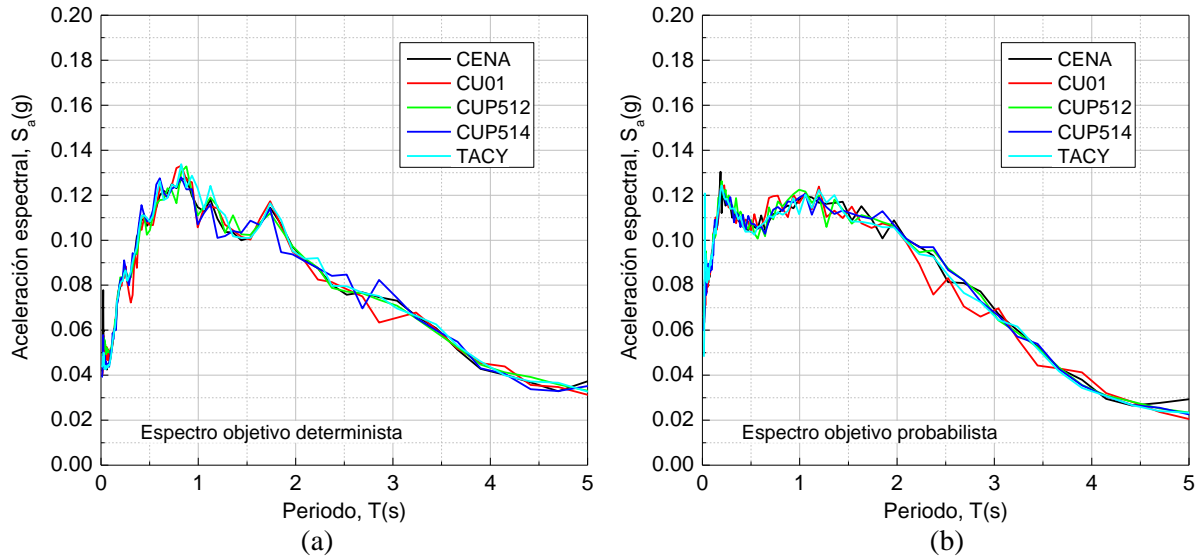 0.20
0.18
0.16
0.14
0.12
0.10
0.08
0.06
0.04
0.02
0.00
Aceleración espectral, Sa(g)
CENA
CU01
CUP512
CUP514
TACY
Espectro objetivo determinista
0 1 2 3 4 5
Periodo, T(s)
(a)
0.20
0.18
0.16
0.14
0.12
0.10
0.08
0.06
0.04
0.02
0.00
Aceleración espectral, Sa(g)
CENA
CU01
CUP512
CUP514
TACY
Espectro objetivo probabilista
0 1 2 3 4 5
Periodo, T(s)
(b)